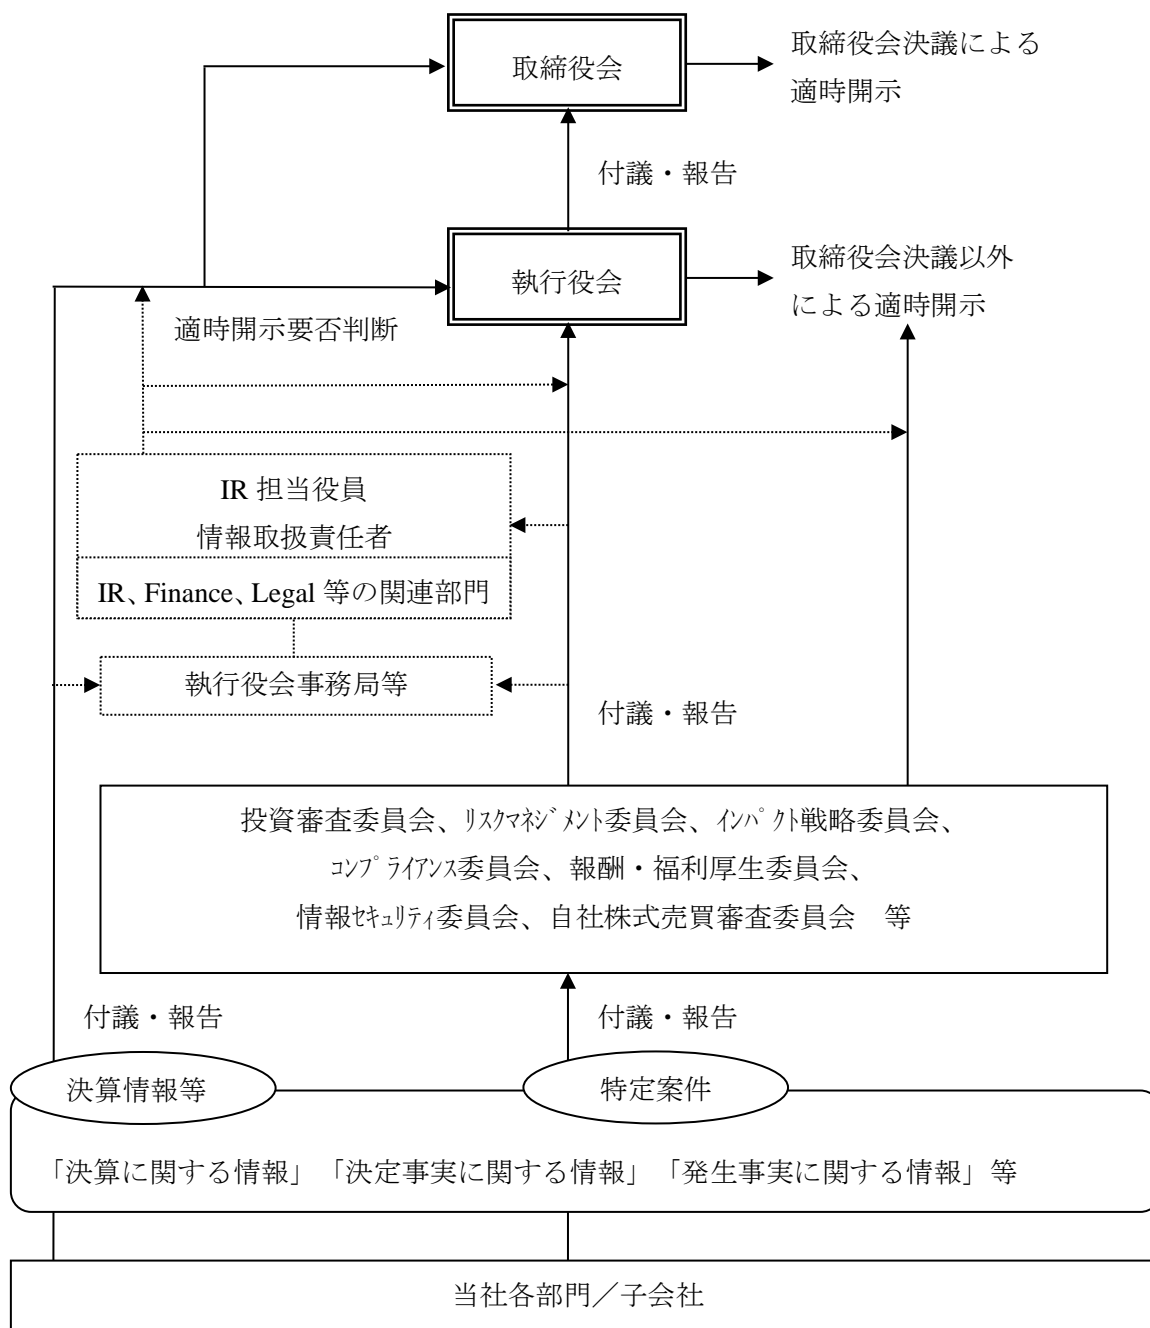 取締役会
取締役会決議による
適時開示
付議・報告
執行役会
取締役会決議以外
による適時開示
適時開示要否判断
IR 担当役員
情報取扱責任者
IR、Finance、Legal 等の関連部門
執行役会事務局等
付議・報告
投資審査委員会、ﾘｽｸﾏﾈｼﾞﾒﾝﾄ委員会、ｲﾝﾊﾟｸﾄ戦略委員会、
ｺﾝﾌﾟﾗｲｱﾝｽ委員会、報酬・福利厚生委員会、
情報ｾｷｭﾘﾃｨ委員会、自社株式売買審査委員会　等
付議・報告
付議・報告
決算情報等
特定案件
「決算に関する情報」「決定事実に関する情報」「発生事実に関する情報」等
当社各部門／子会社